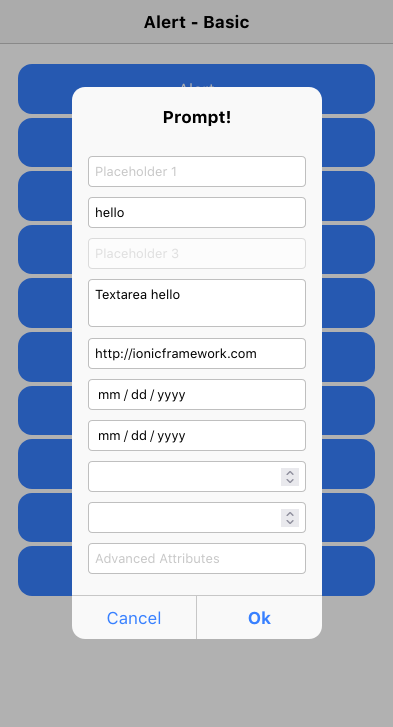 Alert - Basic
Alert
Prompt!
Placeholder 1
hello
Placeholder 3
Textarea hello
http://ionicframework.com
mm / dd / yyyy
mm / dd / yyyy
Advanced Attributes
Cancel
Ok